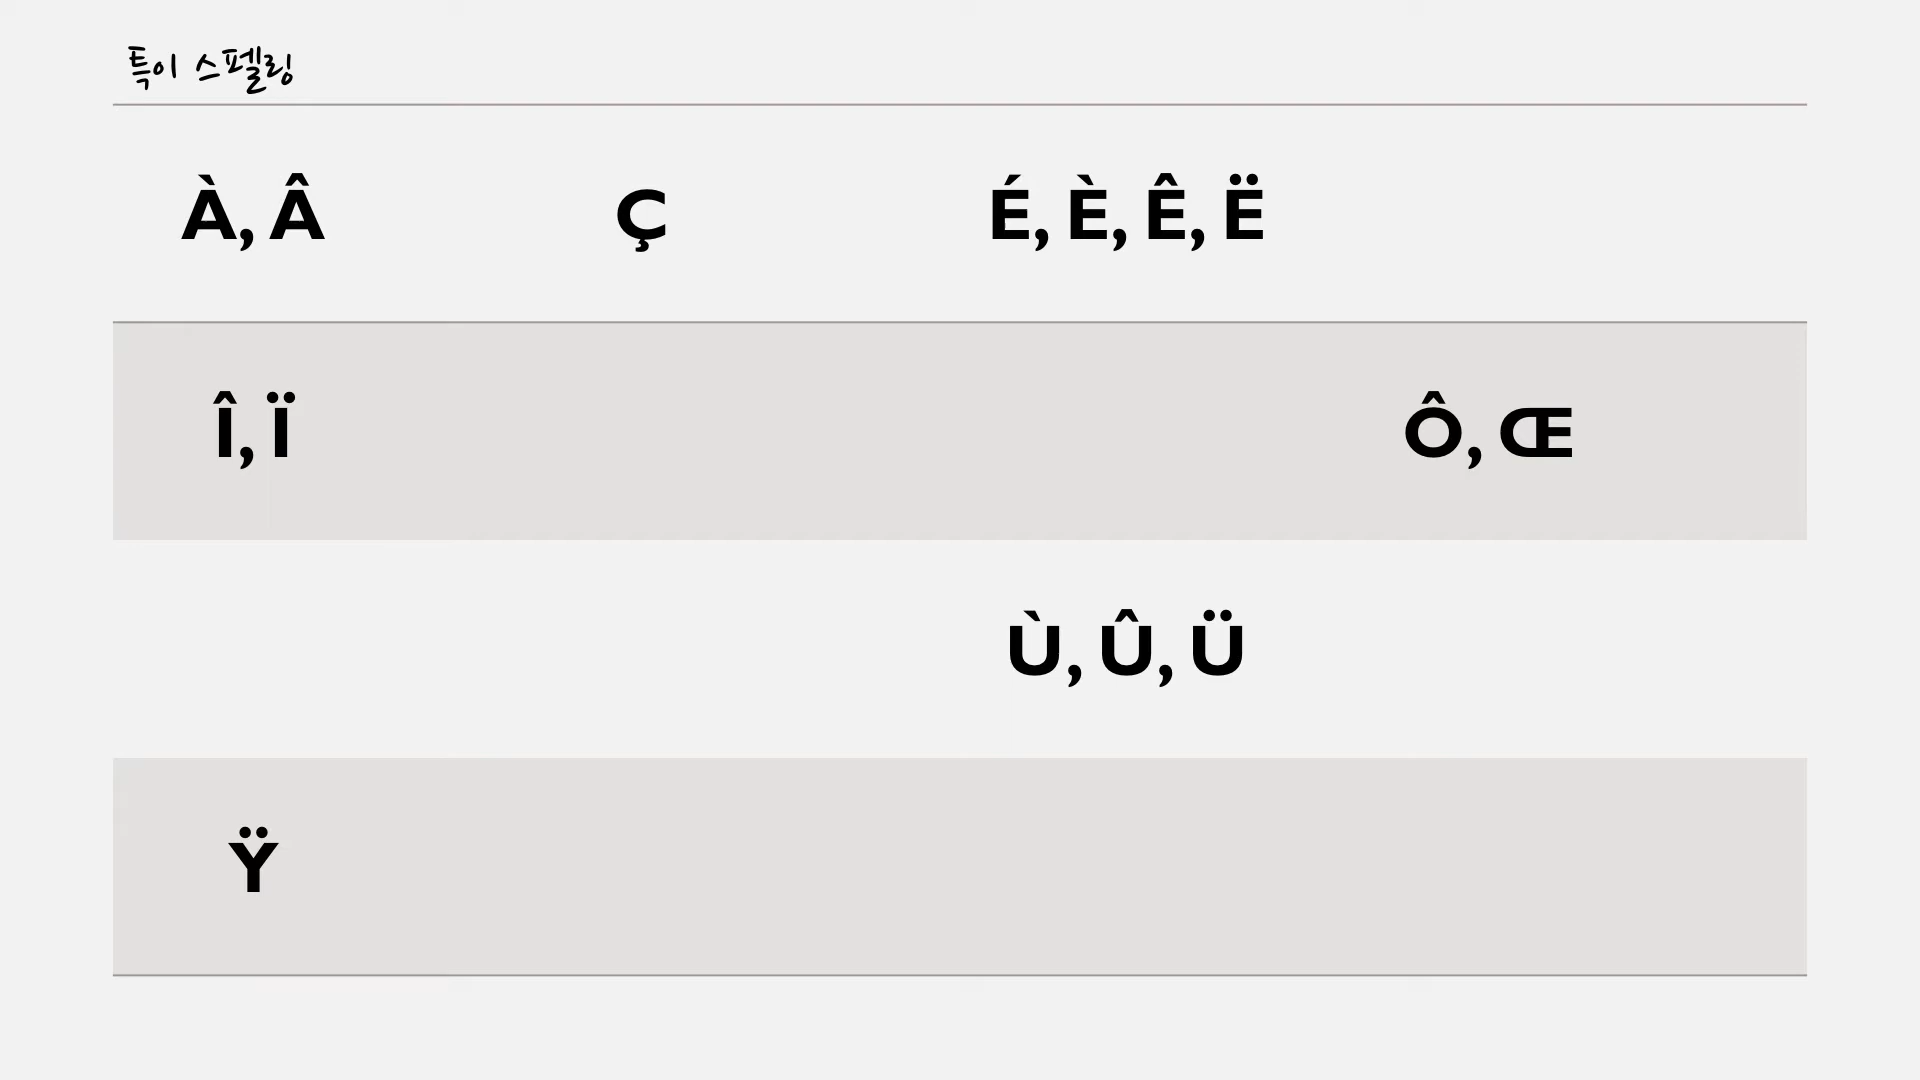 특이 스펠링
À, Â Ç É, È, Ê, Ë
Î, Ï Ô, Œ
Ù, Û, Ü
Ÿ